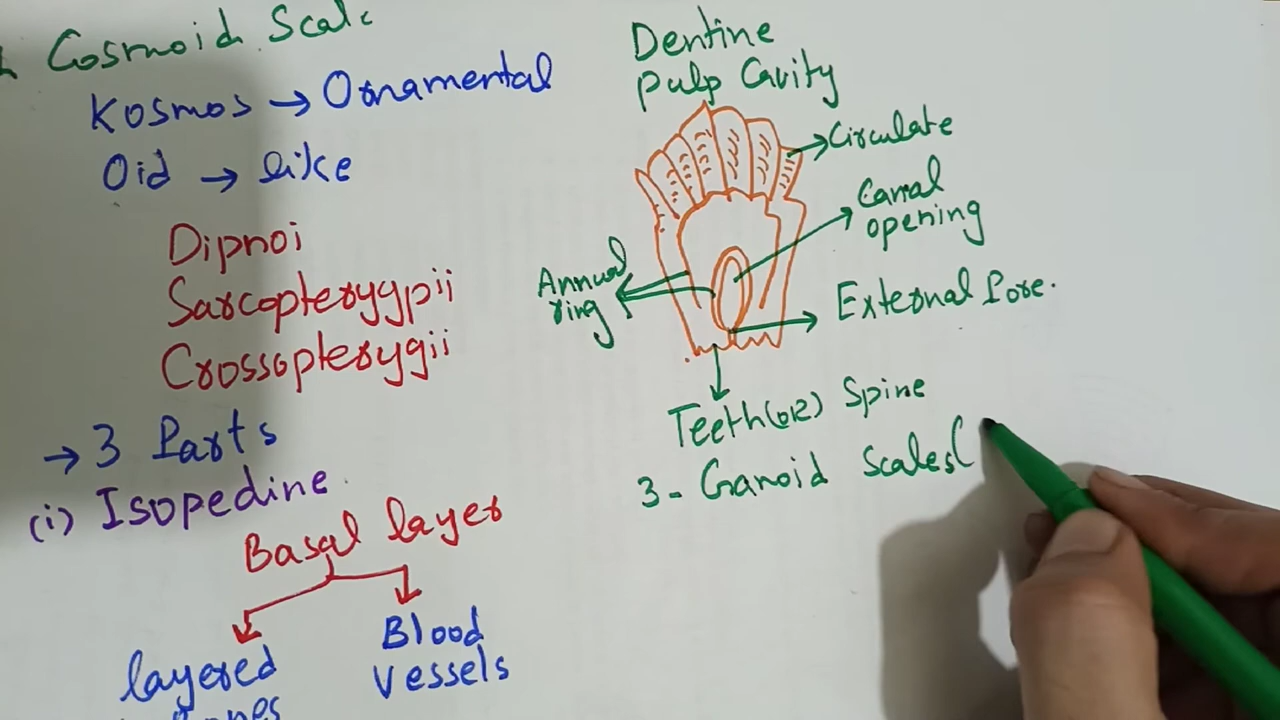 Cosmoid Scale
Kosmos → Ornamental
Oid → like
Dipnoi
Sarcopterygpii
Crossopterygii
→ 3 Parts
(i) Isopedine
Basal layer
layered
Blood
vessels
Dentine
Pulp Cavity
Circulate
Canal
opening
Annual
ring
External Pore.
Teeth(or) Spine
3 - Ganoid Scales(